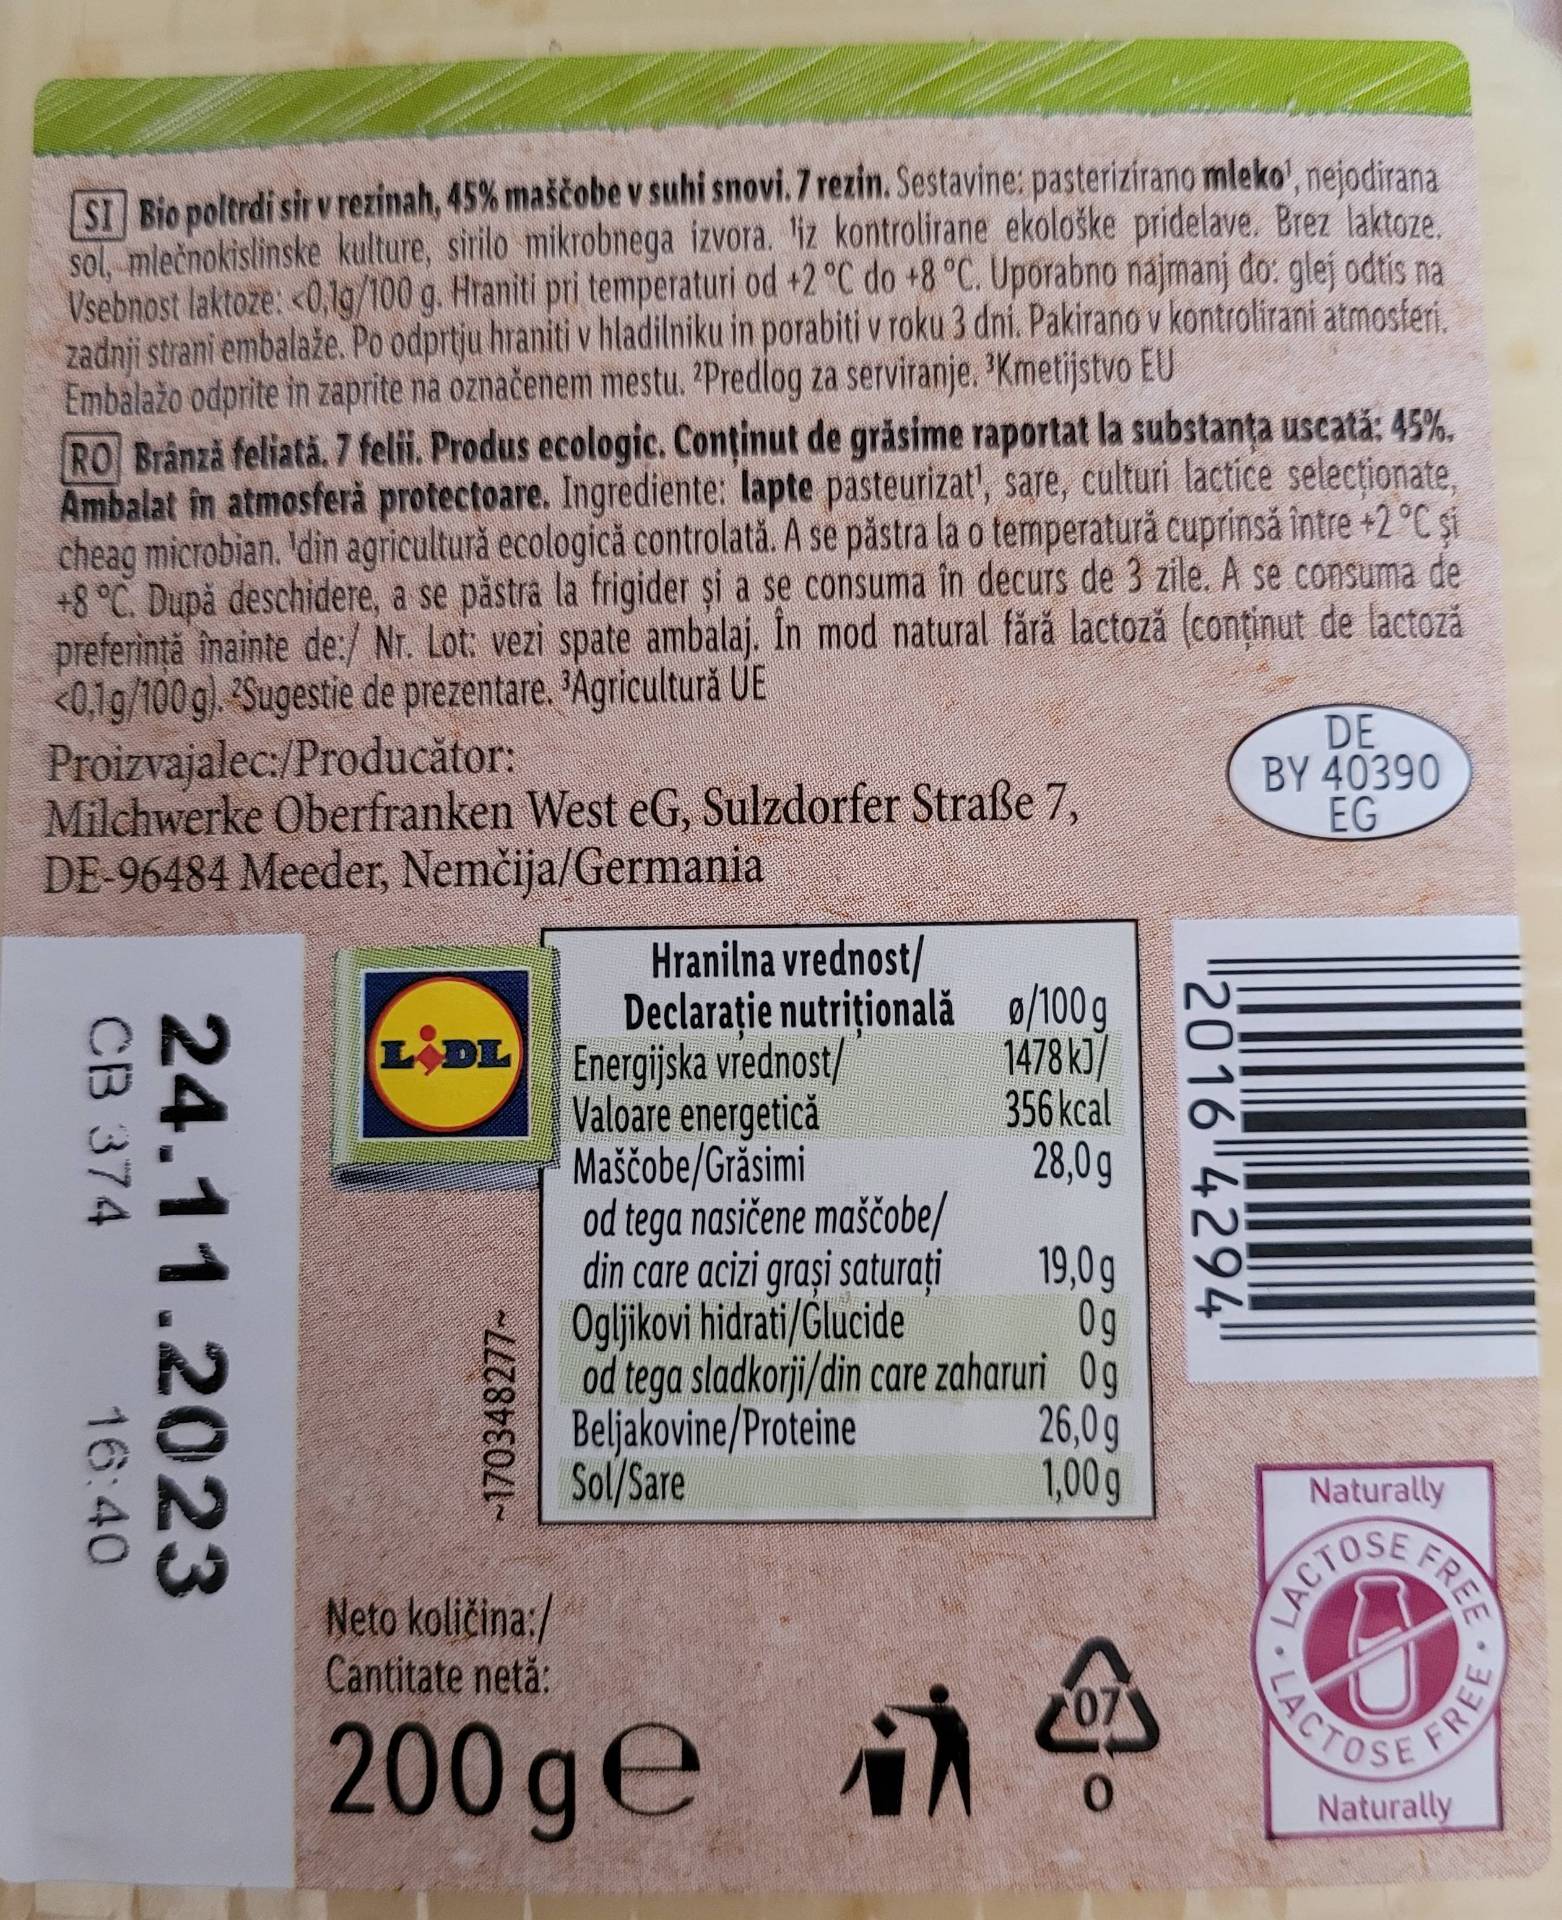 SI Bio poltrdi sir v rezinah, 45% maščobe v suhi snovi. 7 rezin. Sestavine: pasterizirano mleko¹, nejodirana
sol, mlečnokislinske kulture, sirilo mikrobnega izvora. ¹iz kontrolirane ekološke pridelave. Brez laktoze.
Vsebnost laktoze: <0,1g/100 g. Hraniti pri temperaturi od +2 °C do +8 °C. Uporabno najmanj do: glej odtis na
zadnji strani embalaže. Po odprtju hraniti v hladilniku in porabiti v roku 3 dni. Pakirano v kontrolirani atmosferi.
Embalažo odprite in zaprite na označenem mestu. ²Predlog za serviranje. ³Kmetijstvo EU
RO Brânză feliată. 7 felii. Produs ecologic. Conținut de grăsime raportat la substanța uscată: 45%.
Ambalat în atmosferă protectoare. Ingrediente: lapte pasteurizat¹, sare, culturi lactice selecționate,
cheag microbian. ¹din agricultură ecologică controlată. A se păstra la o temperatură cuprinsă între +2 °C și
+8 °C. După deschidere, a se păstra la frigider și a se consuma în decurs de 3 zile. A se consuma de
preferință înainte de:/ Nr. Lot: vezi spate ambalaj. În mod natural fără lactoză (conținut de lactoză
<0,1g/100 g). ²Sugestie de prezentare. ³Agricultură UE
Proizvajalec:/Producător:
Milchwerke Oberfranken West eG, Sulzdorfer Straße 7,
DE-96484 Meeder, Nemčija/Germania
DE
BY 40390
EG
24.11.2023
CB 374 16:40
LIDL
Hranilna vrednost/
Declarație nutrițională ø/100 g
Energijska vrednost/ 1478 kJ/
Valoare energetică 356 kcal
Maščobe/Grăsimi 28,0 g
od tega nasičene maščobe/
din care acizi grași saturați 19,0 g
Ogljikovi hidrati/Glucide 0 g
od tega sladkorji/din care zaharuri 0 g
Beljakovine/Proteine 26,0 g
Sol/Sare 1,00 g
~170348277~
2016 4294
Neto količina:/
Cantitate netă:
200 g e
07
O
Naturally
LACTOSE FREE · LACTOSE FREE ·
Naturally